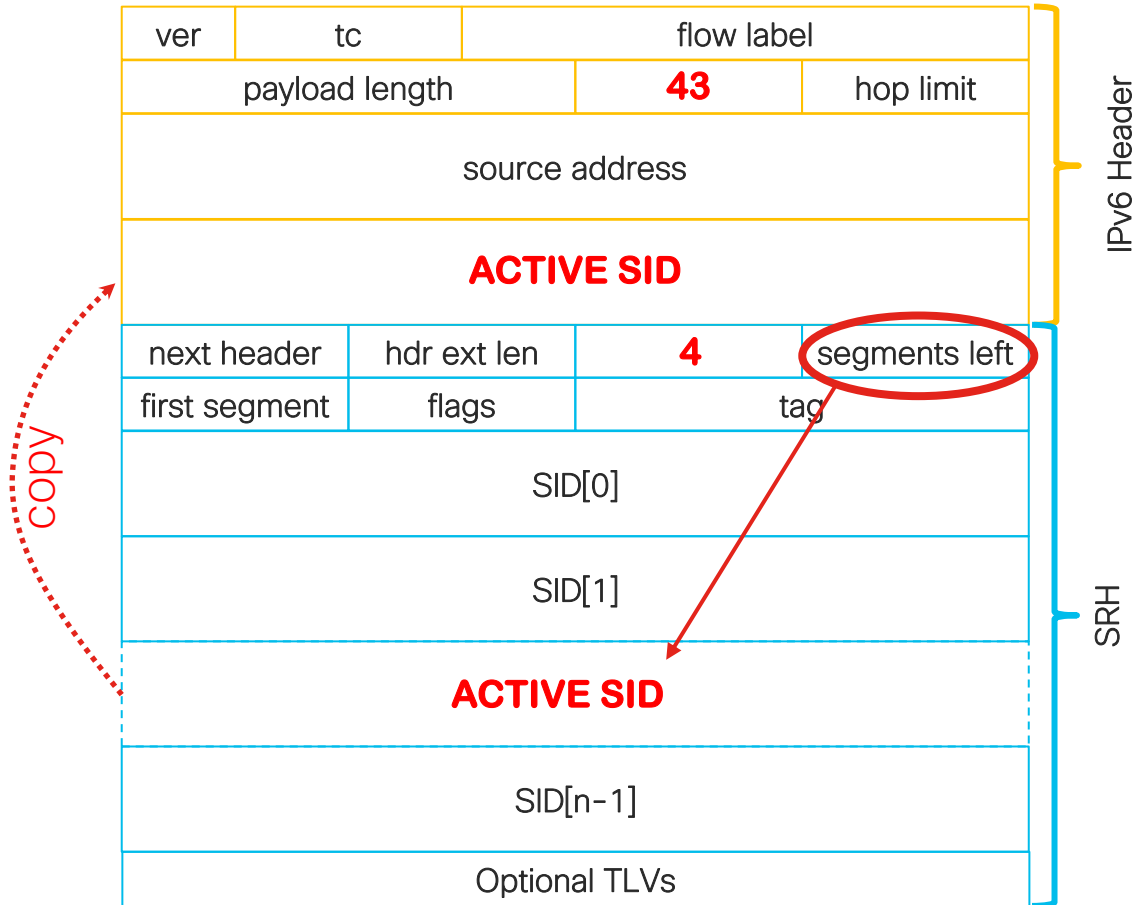 ver tc flow label
payload length 43 hop limit
source address
ACTIVE SID
IPv6 Header
copy
next header hdr ext len 4 segments left
first segment flags tag
SID[0]
SID[1]
ACTIVE SID
SID[n-1]
Optional TLVs
SRH